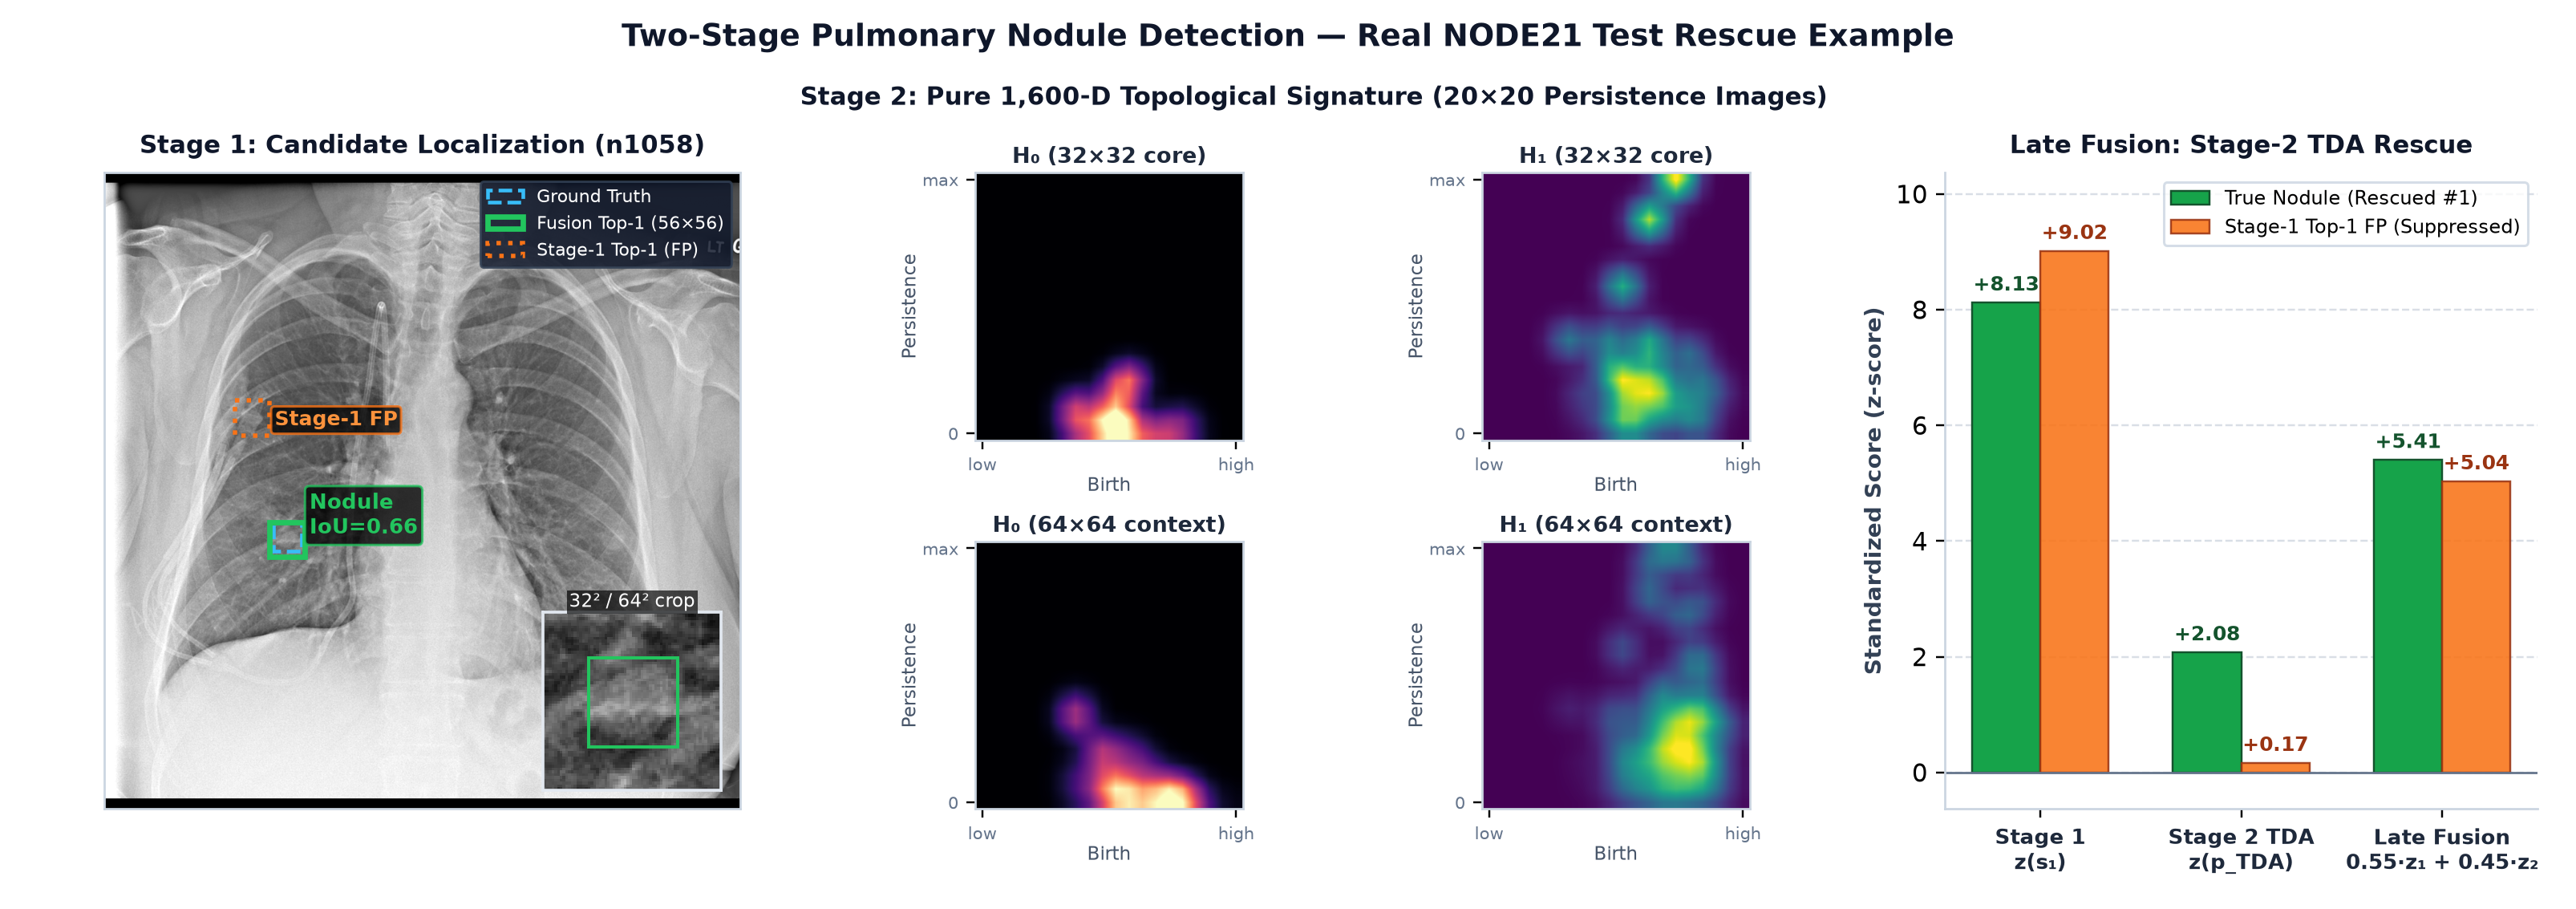 Two-Stage Pulmonary Nodule Detection — Real NODE21 Test Rescue Example
Stage 2: Pure 1,600-D Topological Signature (20×20 Persistence Images)
Stage 1: Candidate Localization (n1058)
Ground Truth
Fusion Top-1 (56×56)
Stage-1 Top-1 (FP)
LT G
Stage-1 FP
Nodule
IoU=0.66
32² / 64² crop
H₀ (32×32 core)
max
Persistence
0
low
high
Birth
H₁ (32×32 core)
max
Persistence
0
low
high
Birth
H₀ (64×64 context)
max
Persistence
0
low
high
Birth
H₁ (64×64 context)
max
Persistence
0
low
high
Birth
Late Fusion: Stage-2 TDA Rescue
True Nodule (Rescued #1)
Stage-1 Top-1 FP (Suppressed)
Standardized Score (z-score)
10
8
6
4
2
0
+8.13
+9.02
+2.08
+0.17
+5.41
+5.04
Stage 1
z(s₁)
Stage 2 TDA
z(p_TDA)
Late Fusion
0.55·z₁ + 0.45·z₂